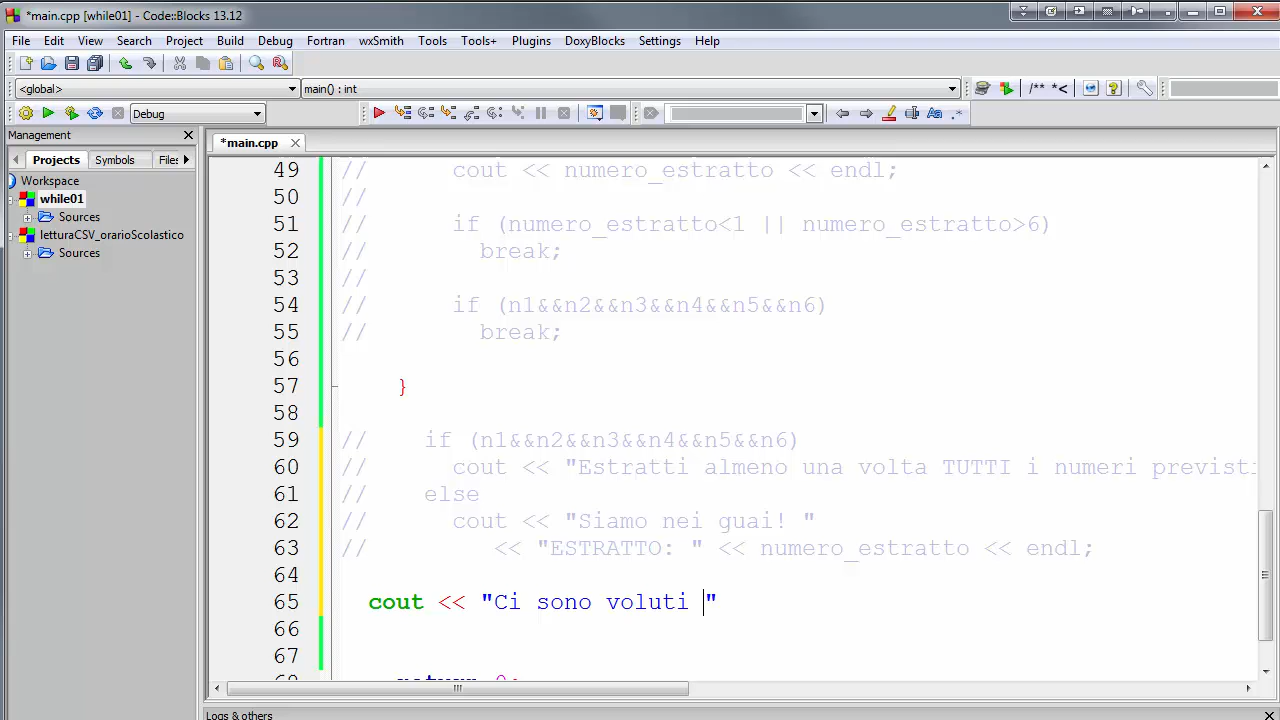 *main.cpp [while01] - Code::Blocks 13.12
File Edit View Search Project Build Debug Fortran wxSmith Tools Tools+ Plugins DoxyBlocks Settings Help
<global> main() : int /** *<
Debug Aa .*
Management
*main.cpp
Projects Symbols Files
Workspace
while01
Sources
letturaCSV_orarioScolastico
Sources
49 // cout << numero_estratto << endl;
50 //
51 // if (numero_estratto<1 || numero_estratto>6)
52 // break;
53 //
54 // if (n1&&n2&&n3&&n4&&n5&&n6)
55 // break;
56
57 }
58
59 // if (n1&&n2&&n3&&n4&&n5&&n6)
60 // cout << "Estratti almeno una volta TUTTI i numeri previsti
61 // else
62 // cout << "Siamo nei guai! "
63 // << "ESTRATTO: " << numero_estratto << endl;
64
65 cout << "Ci sono voluti "
66
67
68 return 0;
Logs & others